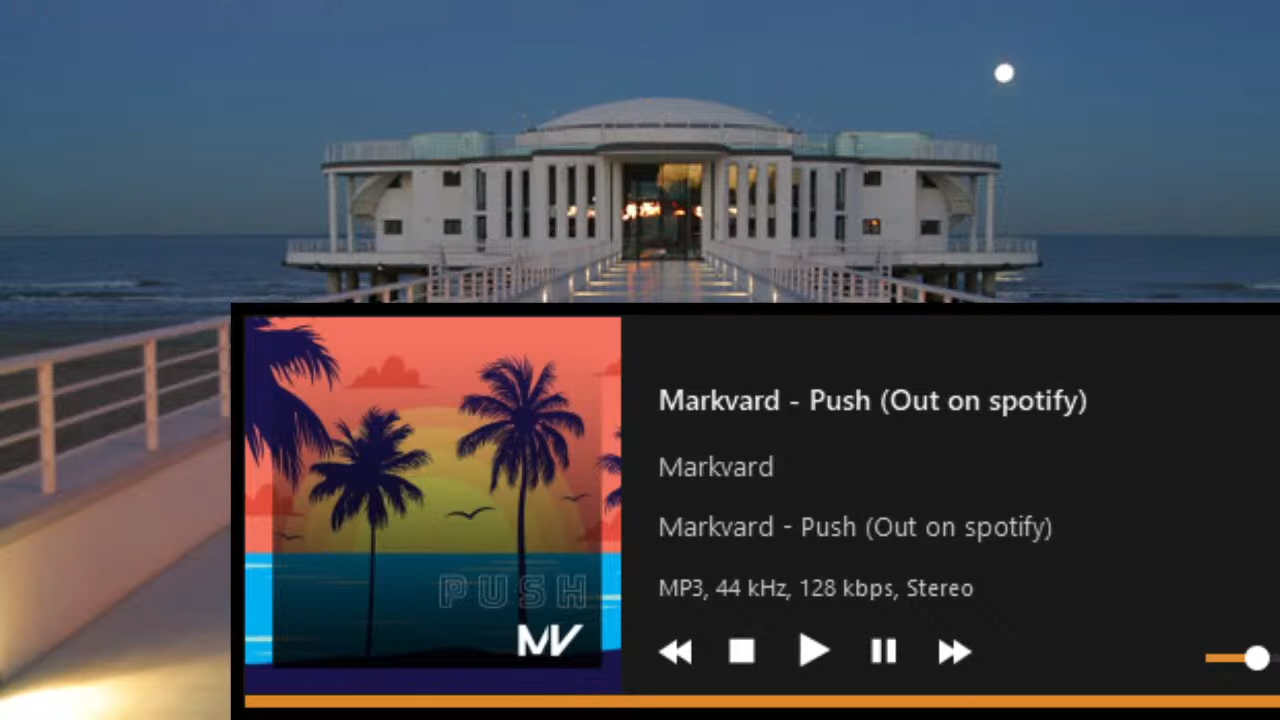 Markvard - Push (Out on spotify)
Markvard
Markvard - Push (Out on spotify)
MP3, 44 kHz, 128 kbps, Stereo
PUSH
MV